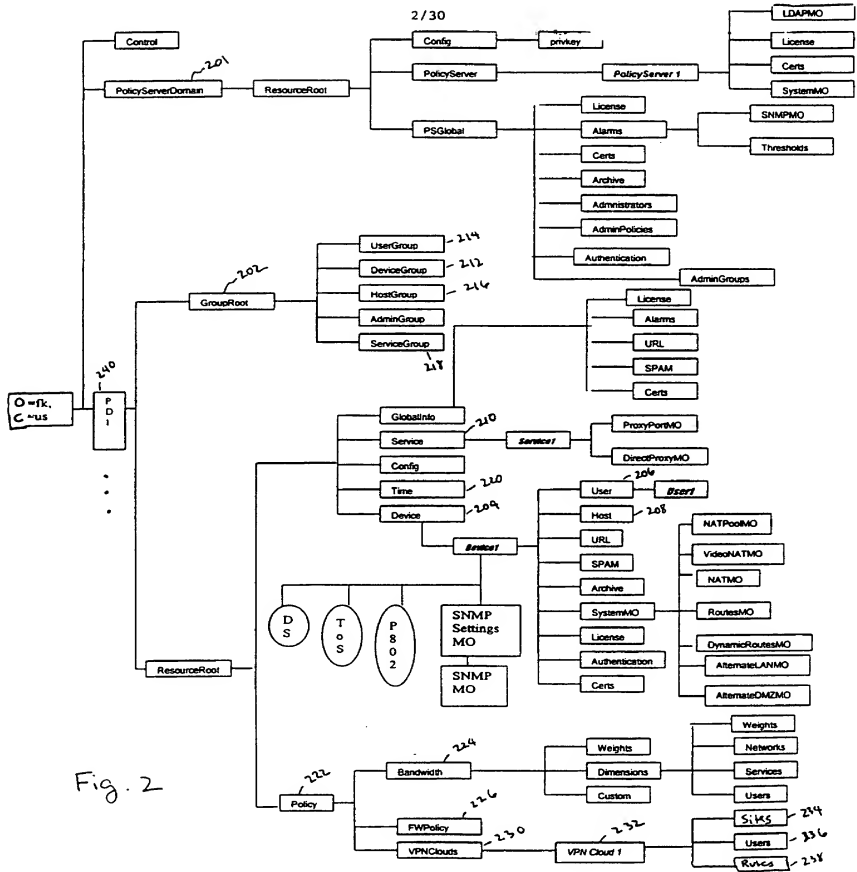 2/30
LDAPMO
Control
Config
privkey
License
201
PolicyServerDomain
ResourceRoot
PolicyServer
PolicyServer 1
Certs
SystemMO
License
SNMPMO
PSGlobal
Alarms
Thresholds
Certs
Archive
Admnistrators
AdminPolicies
Authentication
AdminGroups
UserGroup
214
DeviceGroup
212
202
GroupRoot
HostGroup
216
AdminGroup
ServiceGroup
218
License
Alarms
URL
SPAM
Certs
240
PD1
GlobalInfo
210
Service
Service1
ProxyPortMO
DirectProxyMO
Config
Time
220
206
User
User1
Device
209
Host
208
URL
SPAM
Archive
SystemMO
License
Authentication
Certs
NATPoolMO
VideoNATMO
NATMO
RoutesMO
DynamicRoutesMO
AlternateLANMO
AlternateDMZMO
DS
ToS
P802
SNMP
Settings
MO
SNMP
MO
ResourceRoot
Weights
224
Bandwidth
Weights
Networks
Dimensions
Services
Custom
Users
222
Policy
226
FWPolicy
230
VPNClouds
232
VPN Cloud 1
234
Users
236
Rules
238
Fig. 2